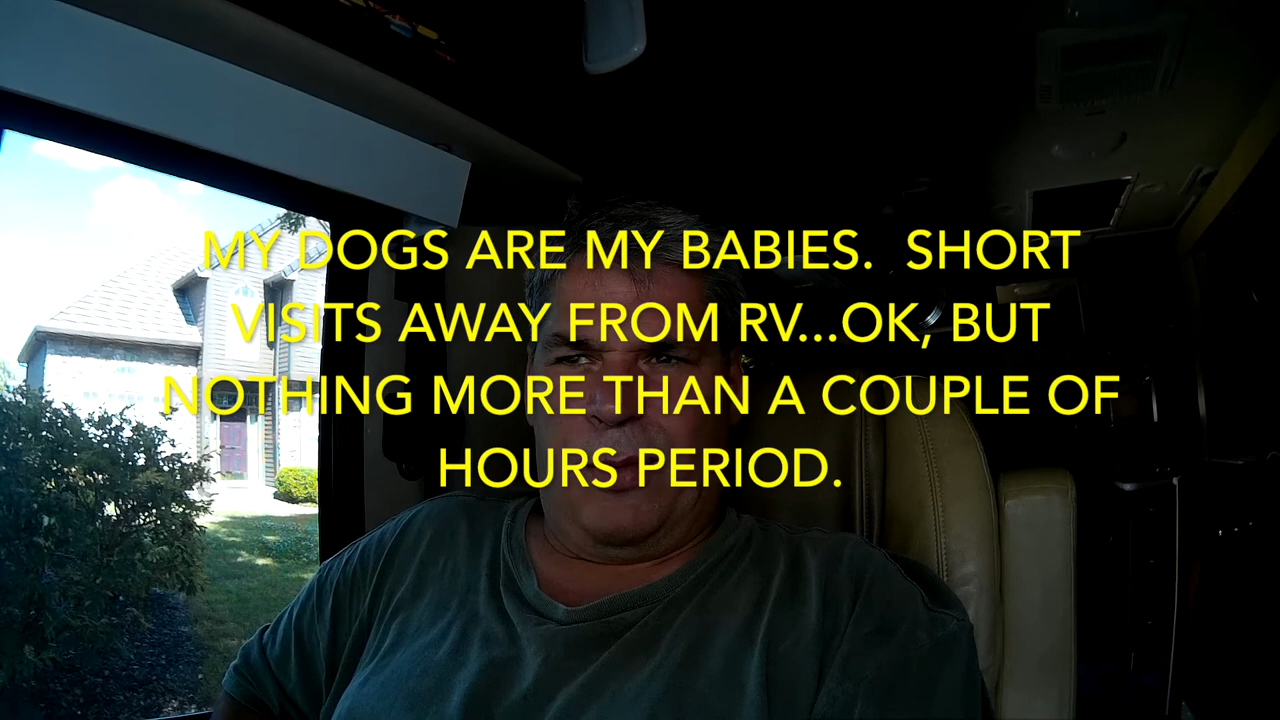 MY DOGS ARE MY BABIES.  SHORT
VISITS AWAY FROM RV...OK, BUT
NOTHING MORE THAN A COUPLE OF
HOURS PERIOD.